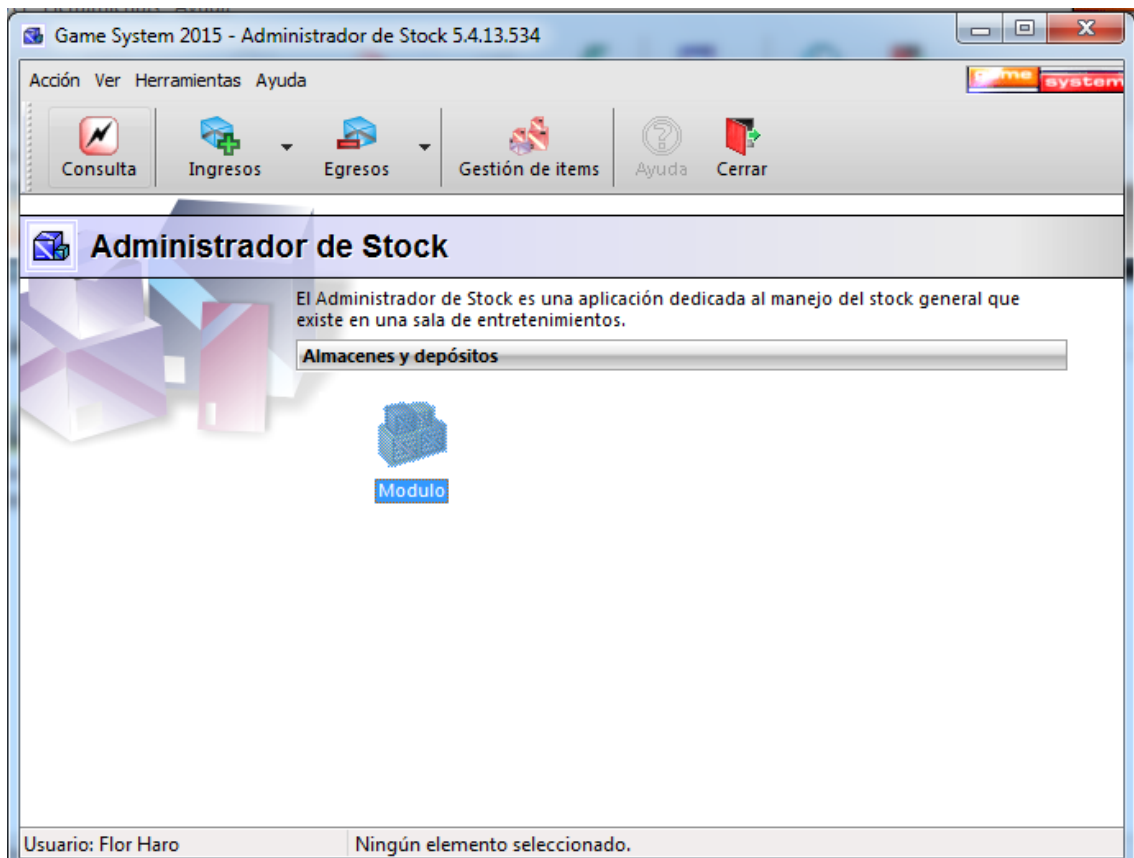 Game System 2015 - Administrador de Stock 5.4.13.534
Acción Ver Herramientas Ayuda
system
Consulta Ingresos Egresos Gestión de items Ayuda Cerrar
Administrador de Stock
El Administrador de Stock es una aplicación dedicada al manejo del stock general que
existe en una sala de entretenimientos.
Almacenes y depósitos
Modulo
Usuario: Flor Haro Ningún elemento seleccionado.